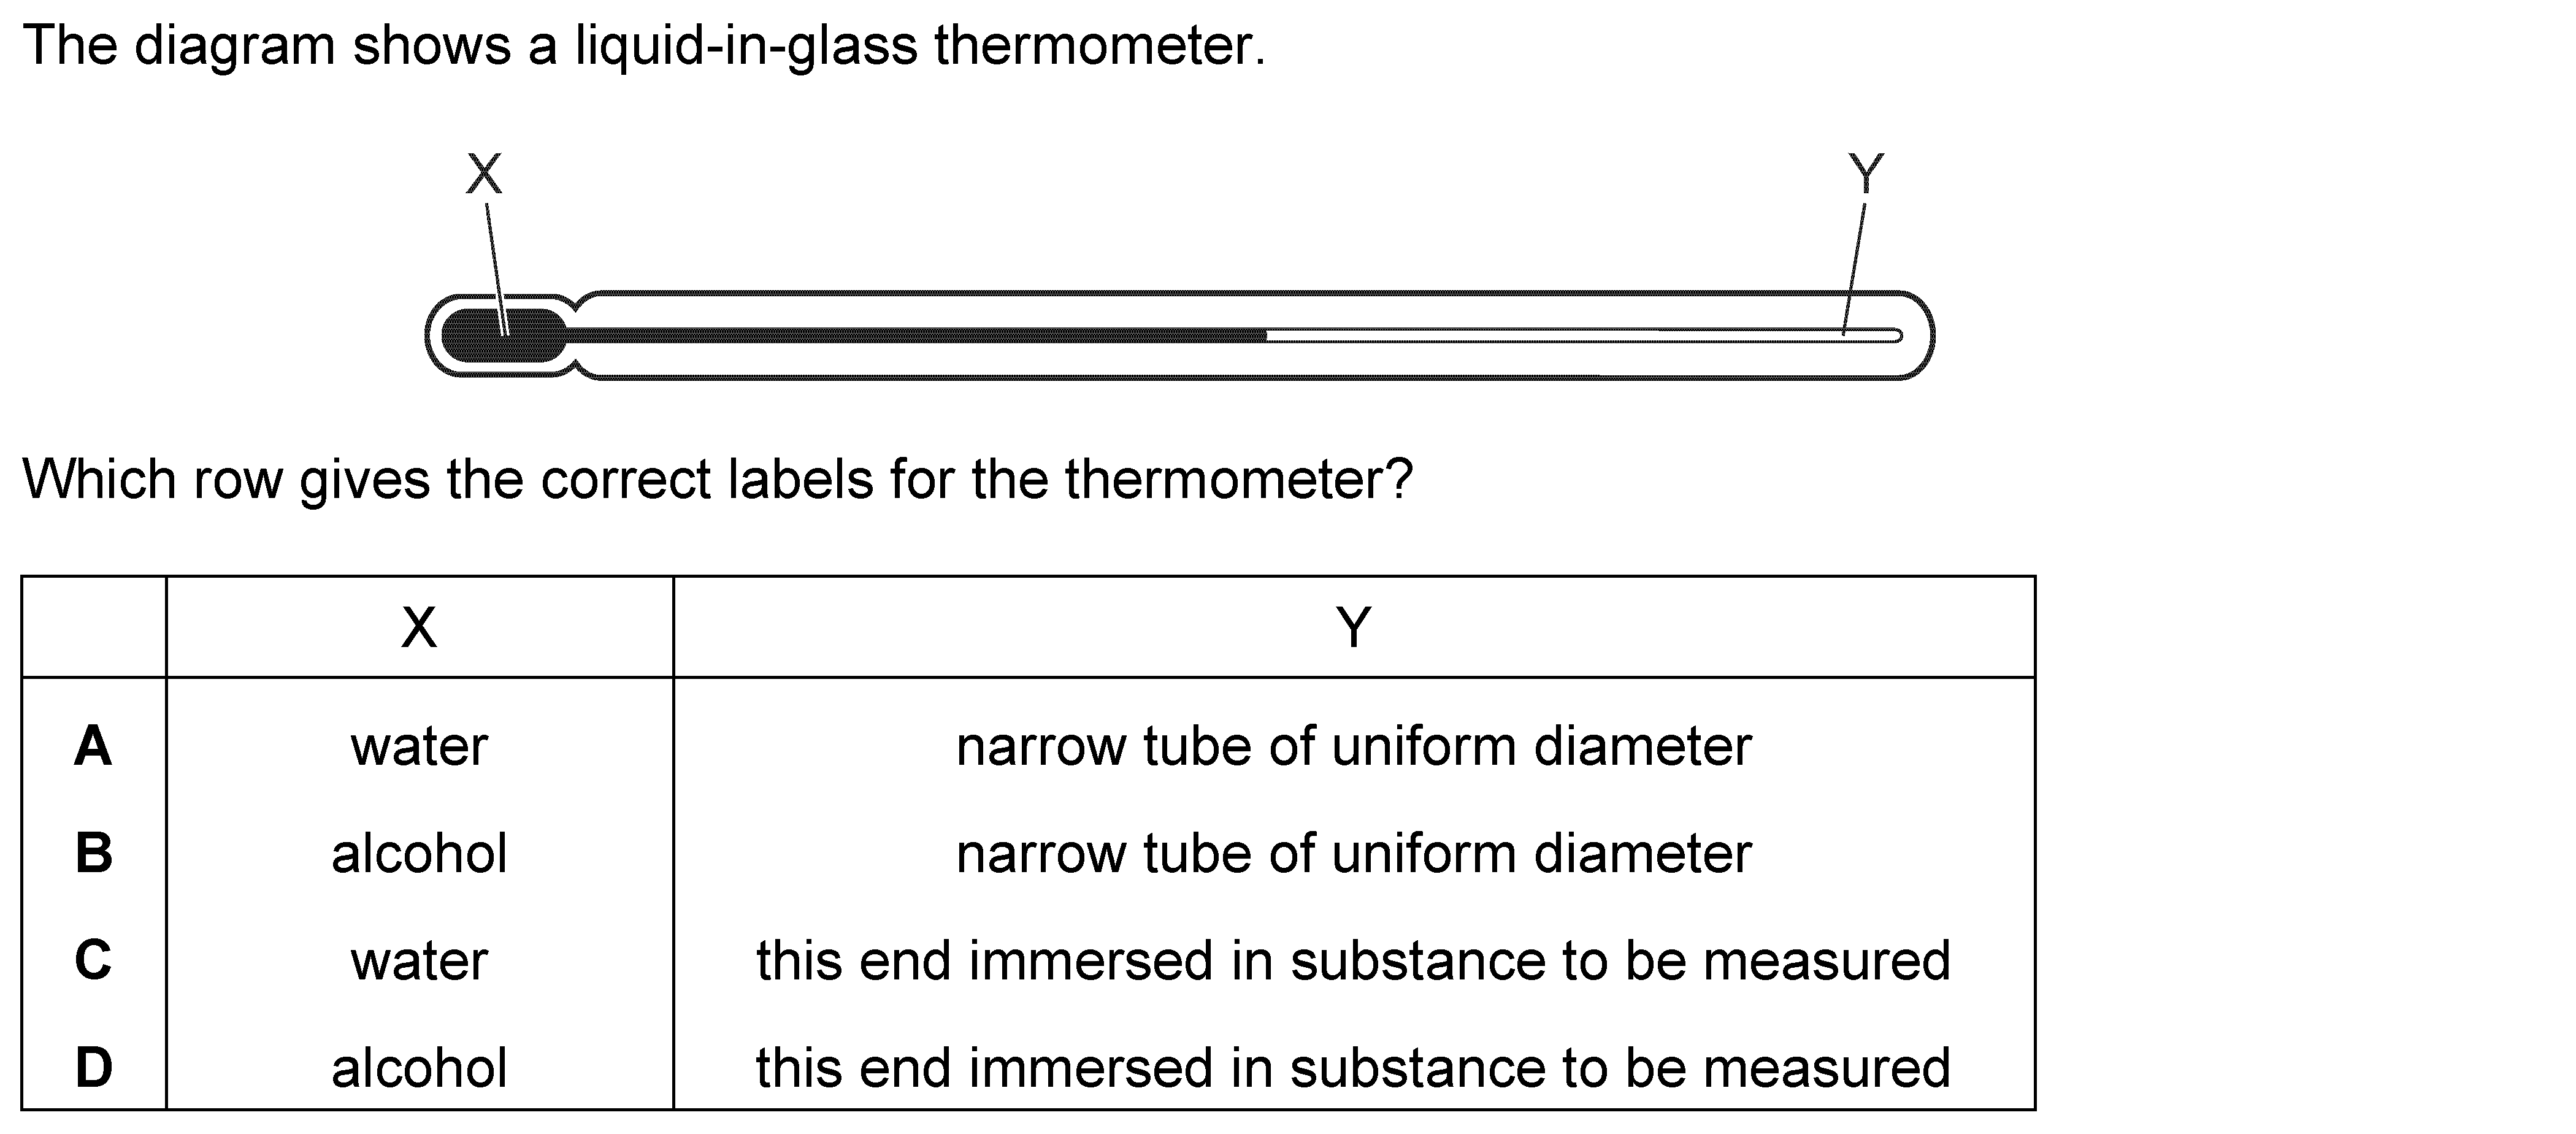 The diagram shows a liquid-in-glass thermometer.
X Y
Which row gives the correct labels for the thermometer?
X Y
A water narrow tube of uniform diameter
B alcohol narrow tube of uniform diameter
C water this end immersed in substance to be measured
D alcohol this end immersed in substance to be measured